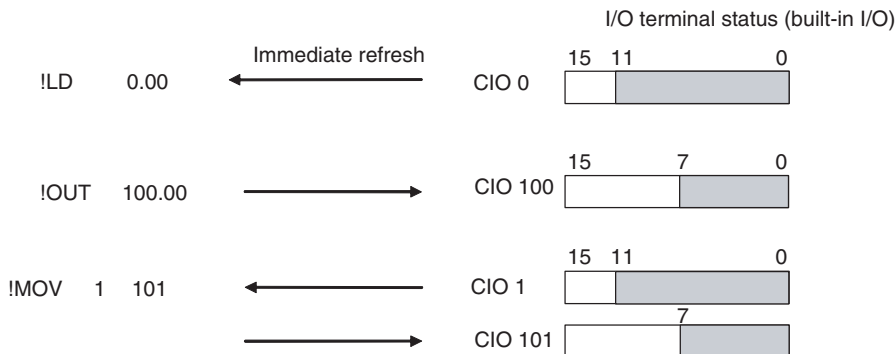 I/O terminal status (built-in I/O)
Immediate refresh
15 11 0
!LD 0.00
CIO 0
15 7 0
!OUT 100.00
CIO 100
15 11 0
!MOV 1 101
CIO 1
7
CIO 101